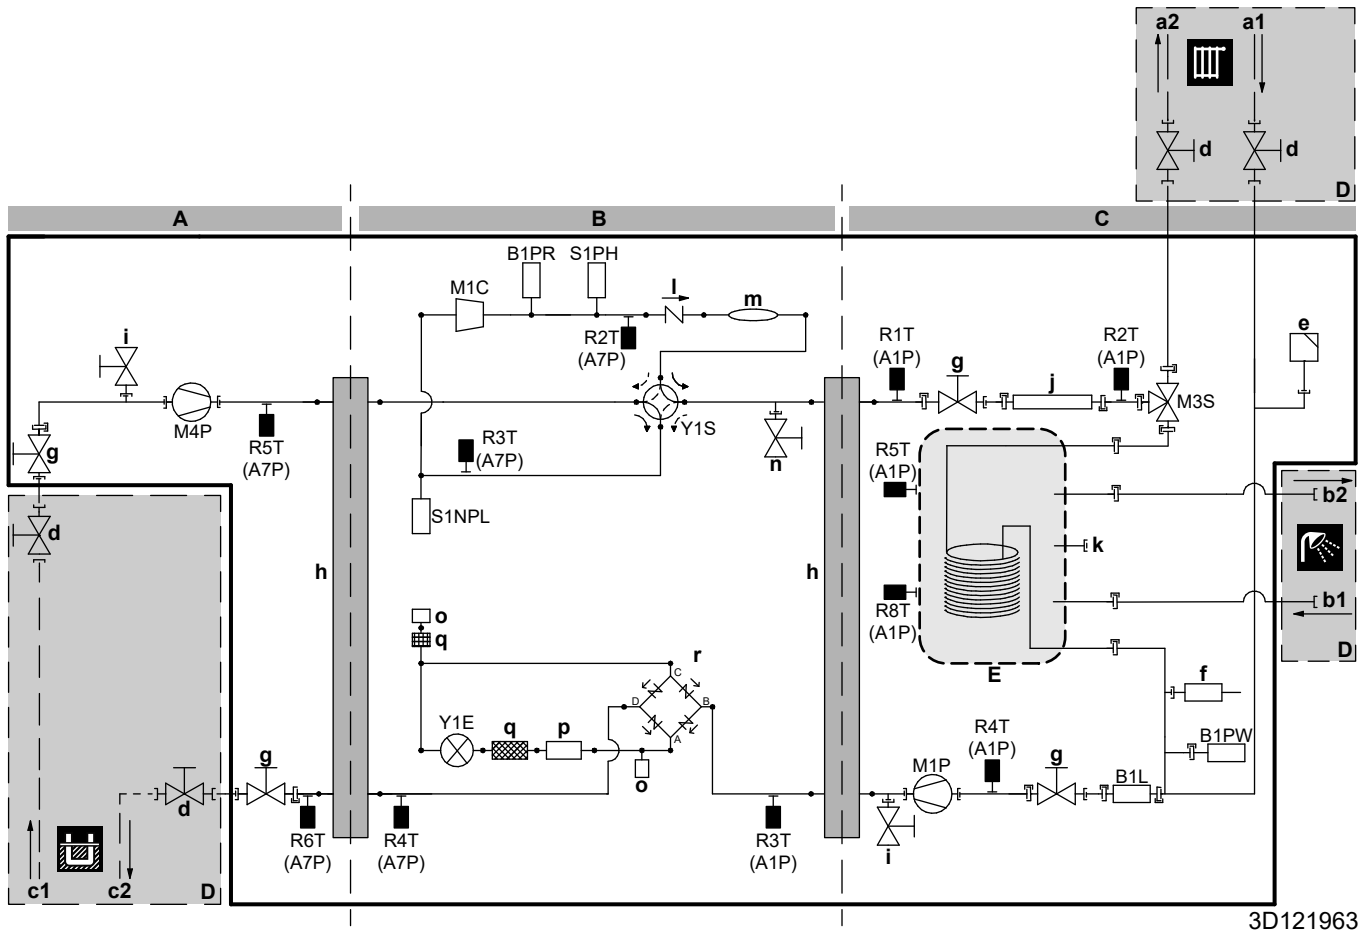 a2 a1
d d
D
A B C
B1PR S1PH
M1C l m
i e
R2T
(A7P)
R1T
(A1P)
g j
R2T
(A1P)
M4P
R5T
(A7P)
Y1S
M3S
g
R3T
(A7P)
n
R5T
(A1P)
d
S1NPL
b2
k
h h
R8T
(A1P)
b1
o
q
r
C
D B
A
E
D
f
Y1E q p
o
R4T
(A1P)
B1PW
g
d
M1P
g
B1L
R6T
(A7P)
R4T
(A7P)
R3T
(A1P)
i
c1 c2 D
3D121963